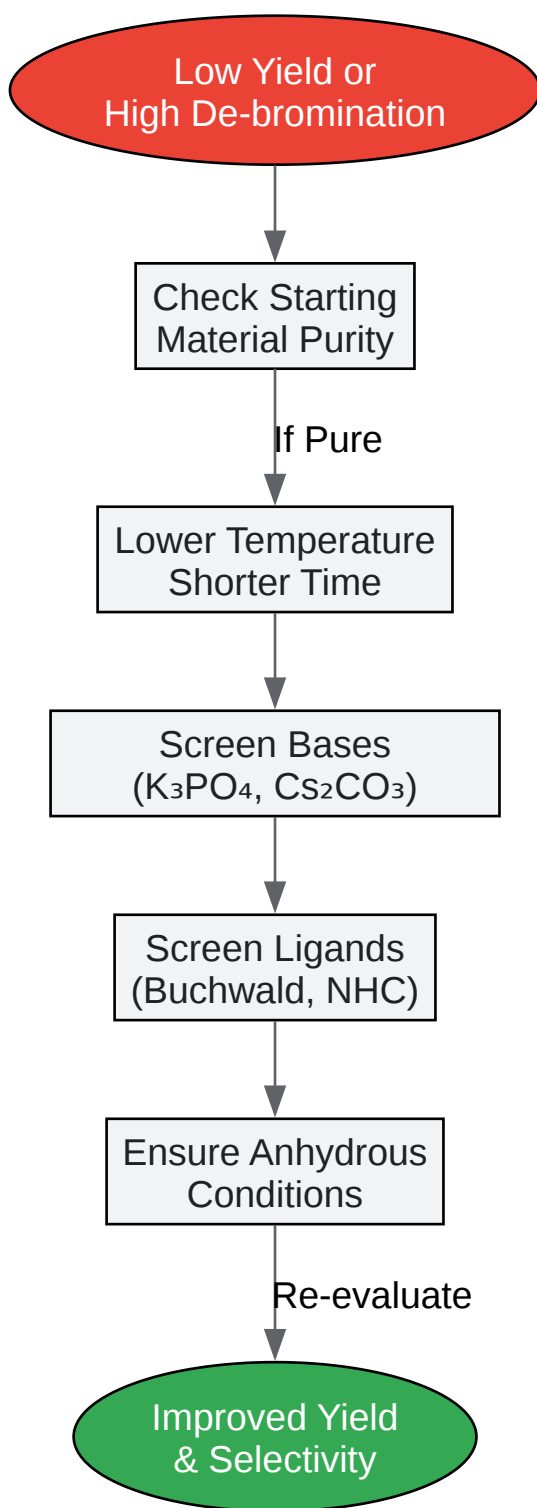 Low Yield or
High De-bromination
Check Starting
Material Purity
If Pure
Lower Temperature
Shorter Time
Screen Bases
(K₃PO₄, Cs₂CO₃)
Screen Ligands
(Buchwald, NHC)
Ensure Anhydrous
Conditions
Re-evaluate
Improved Yield
& Selectivity